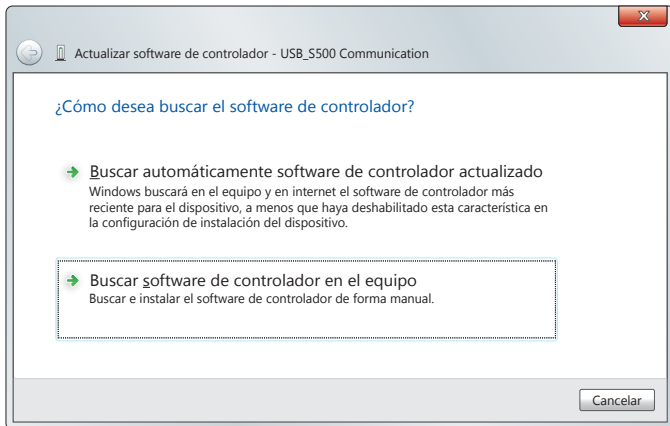 Actualizar software de controlador - USB_S500 Communication
¿Cómo desea buscar el software de controlador?
Buscar automáticamente software de controlador actualizado
Windows buscará en el equipo y en internet el software de controlador más
reciente para el dispositivo, a menos que haya deshabilitado esta característica en
la configuración de instalación del dispositivo.
Buscar software de controlador en el equipo
Buscar e instalar el software de controlador de forma manual.
Cancelar